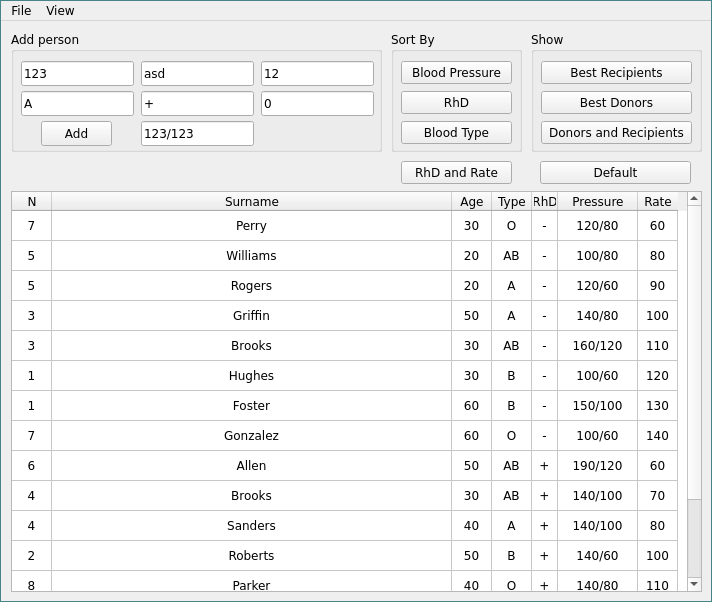 File View
Add person Sort By Show
123 asd 12 Blood Pressure Best Recipients
A + 0 RhD Best Donors
Add 123/123 Blood Type Donors and Recipients
RhD and Rate Default
N Surname Age Type RhD Pressure Rate
7 Perry 30 O - 120/80 60
5 Williams 20 AB - 100/80 80
5 Rogers 20 A - 120/60 90
3 Griffin 50 A - 140/80 100
3 Brooks 30 AB - 160/120 110
1 Hughes 30 B - 100/60 120
1 Foster 60 B - 150/100 130
7 Gonzalez 60 O - 100/60 140
6 Allen 50 AB + 190/120 60
4 Brooks 30 AB + 140/100 70
4 Sanders 40 A + 140/100 80
2 Roberts 50 B + 140/60 100
8 Parker 40 O + 140/80 110